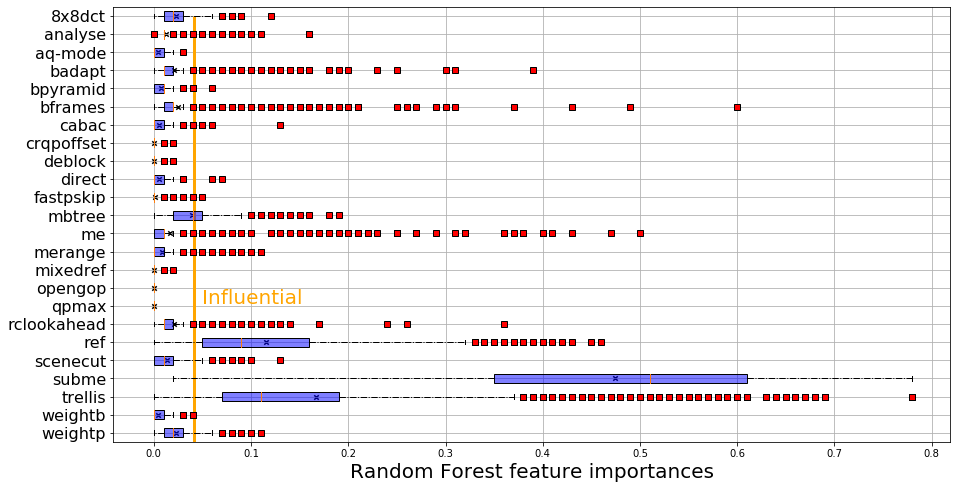 8x8dct
analyse
aq-mode
badapt
bpyramid
bframes
cabac
crqpoffset
deblock
direct
fastpskip
mbtree
me
merange
mixedref
opengop
Influential
qpmax
rclookahead
ref
scenecut
subme
trellis
weightb
weightp
0.0 0.1 0.2 0.3 0.4 0.5 0.6 0.7 0.8
Random Forest feature importances